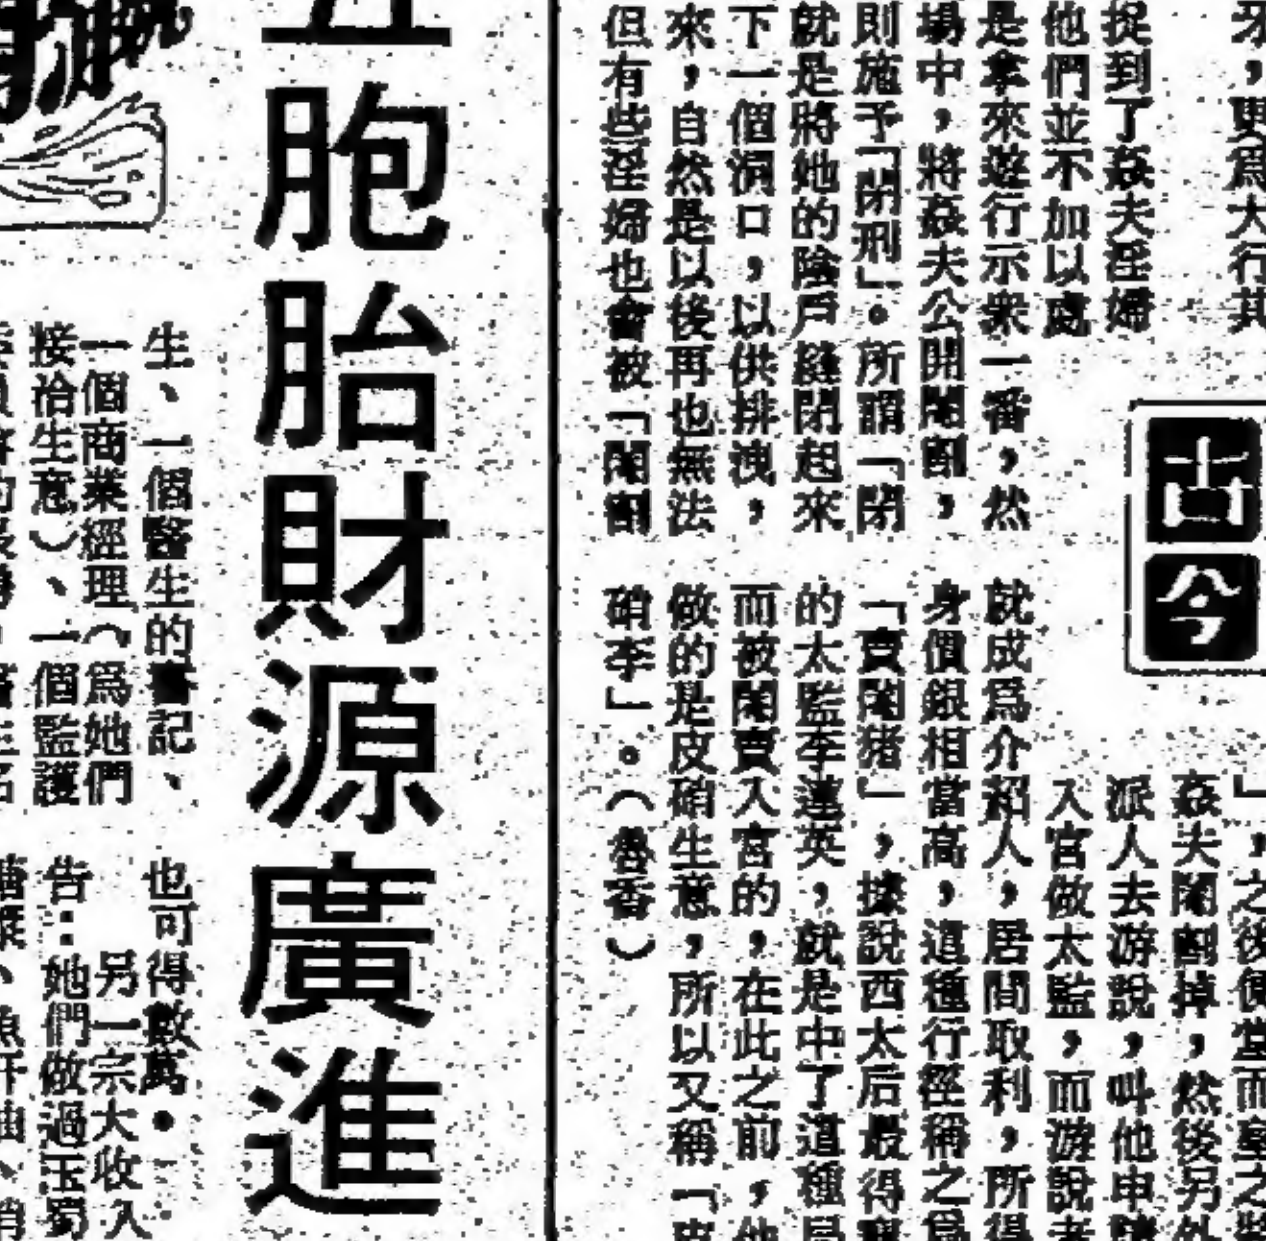 牙，更爲大行其
捉到了姦夫淫婦
他們並不加以處
是拿來遊行示衆一番，然
場中，將姦夫公開閹割，
則施予「閉刑」。所謂「閉
就是將她的陰戶縫閉起來
下一個洞口，以供排洩，
來，自然是以後再也無法
但有些淫婦也會被「閹割
古今
」，之後便堂而皇之將
姦夫閹割掉，然後另外
派人去游說，叫他申請
入官做太監，而游說者
就成爲介紹人，居間取利，所得
身價銀相當高，這種行徑稱之爲
「賣閹猪」，據說西太后最得寵
的太監李蓮英，就是中了這種局
而被閹賣入宮的，在此之前，他
做的是皮硝生意，所以又稱「皮
硝李」。（魯香）
五胞胎財源廣進
生、一個醫生的書記、
一個商業經理（爲她們
接洽生意）、一個監護
也可得數萬。
另一宗大收入
告：她們做過玉蜀